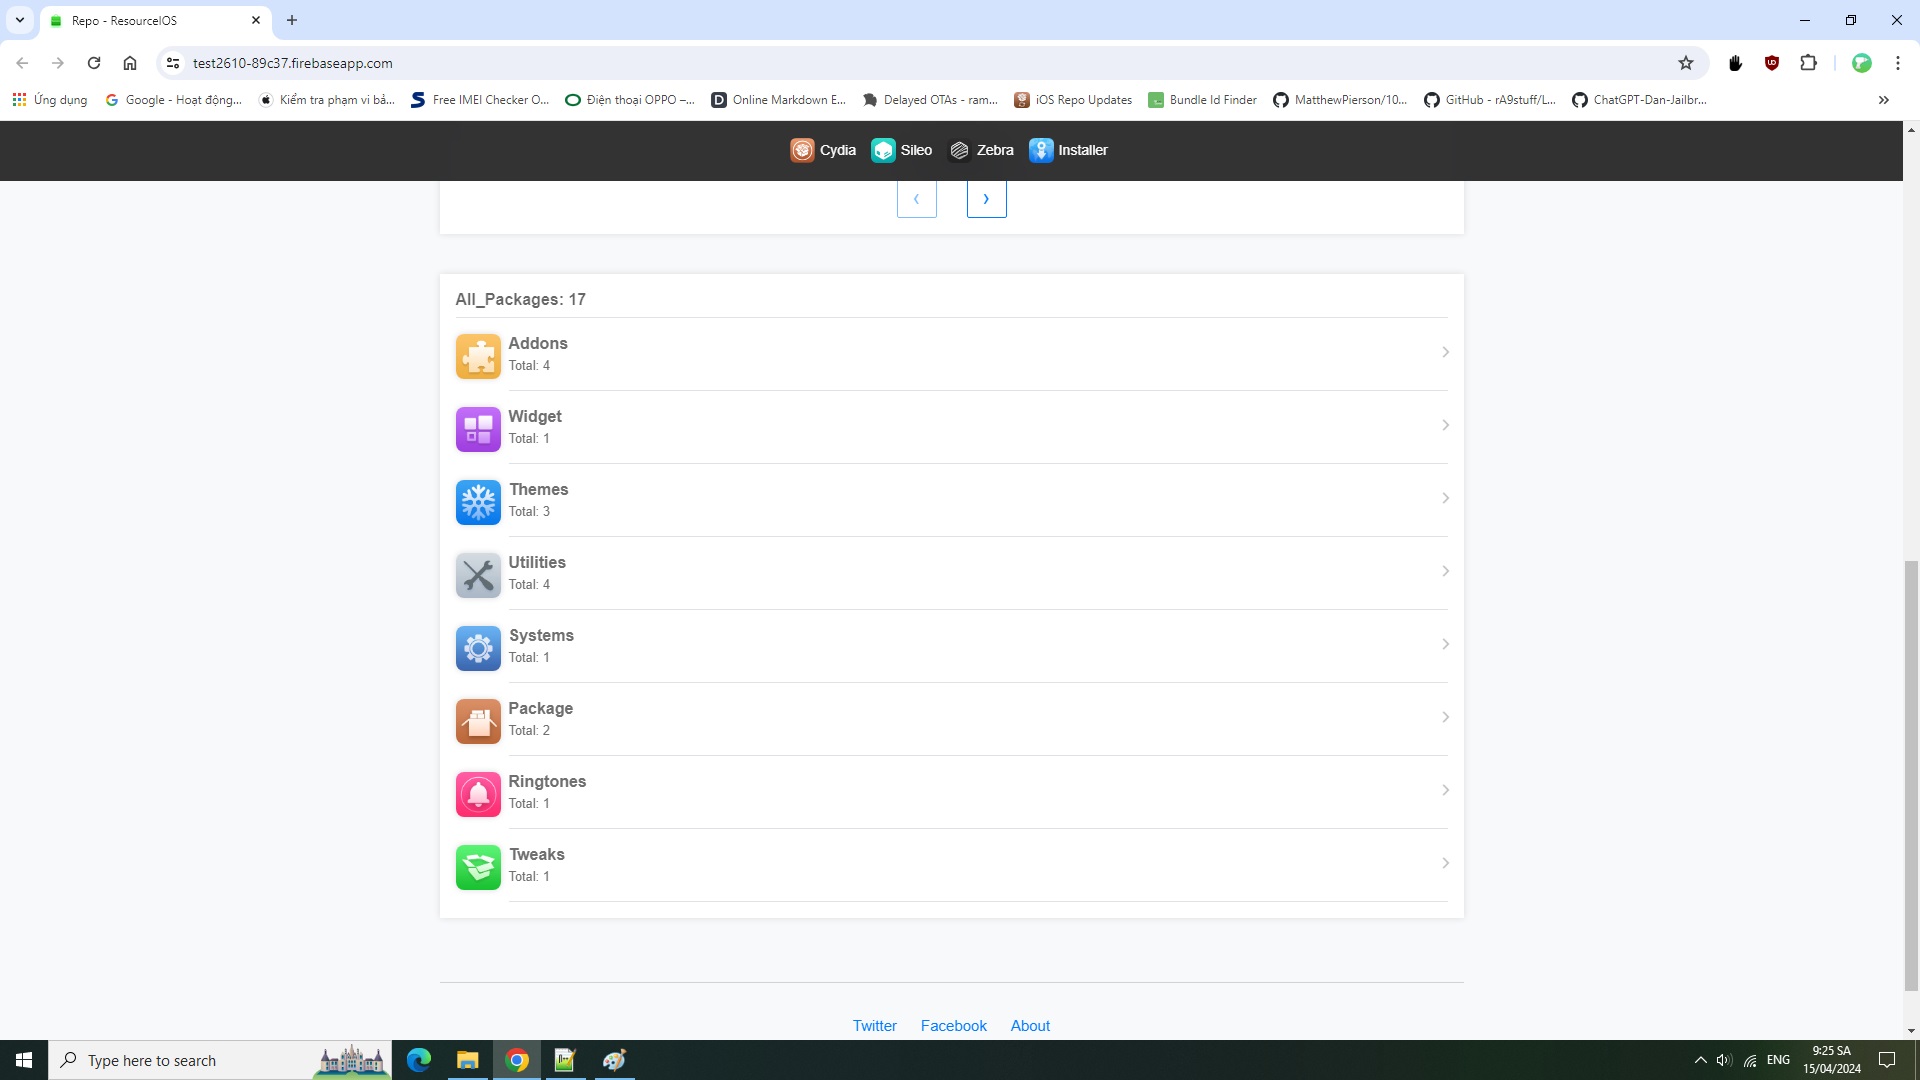 Repo - ResourceIOS
test2610-89c37.firebaseapp.com
Ứng dụng
Google - Hoạt động...
Kiểm tra phạm vi bả...
Free IMEI Checker O...
Điện thoại OPPO –...
Online Markdown E...
Delayed OTAs - ram...
iOS Repo Updates
Bundle Id Finder
MatthewPierson/10...
GitHub - rA9stuff/L...
ChatGPT-Dan-Jailbr...
Cydia Sileo Zebra Installer
All_Packages: 17
Addons
Total: 4
Widget
Total: 1
Themes
Total: 3
Utilities
Total: 4
Systems
Total: 1
Package
Total: 2
Ringtones
Total: 1
Tweaks
Total: 1
Twitter Facebook About
Type here to search
ENG
9:25 SA
15/04/2024